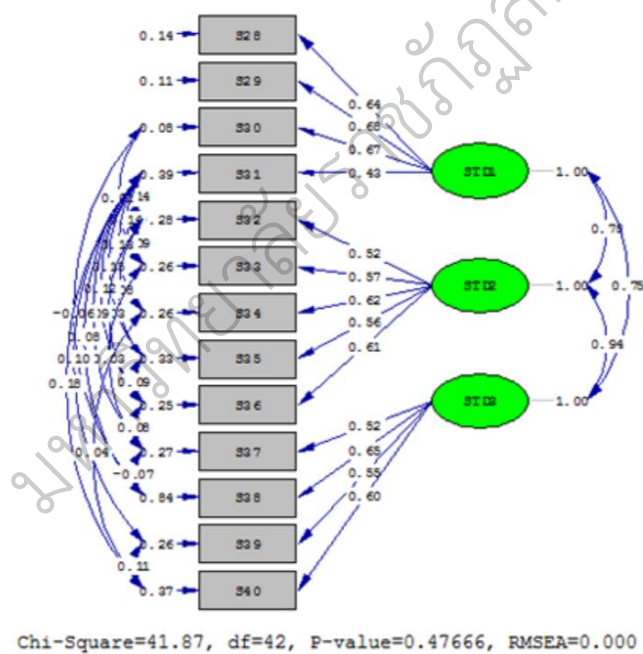 0.14 S28
0.11 S29
0.64
0.08 S30
0.68
0.67
0.39 S31
0.43
STD1 1.00
0.28 S32
0.52
0.26 S33
0.57
STD2 1.00
0.26 S34
0.62
0.75
-0.06
0.08
0.33 S35
0.56
0.94
0.10
0.61
0.18
0.09
0.25 S36
STD3 1.00
0.08
0.27 S37
0.52
0.04
0.65
-0.07
0.84 S38
0.55
0.60
0.26 S39
0.11
0.37 S40
Chi-Square=41.87, df=42, P-value=0.47666, RMSEA=0.000